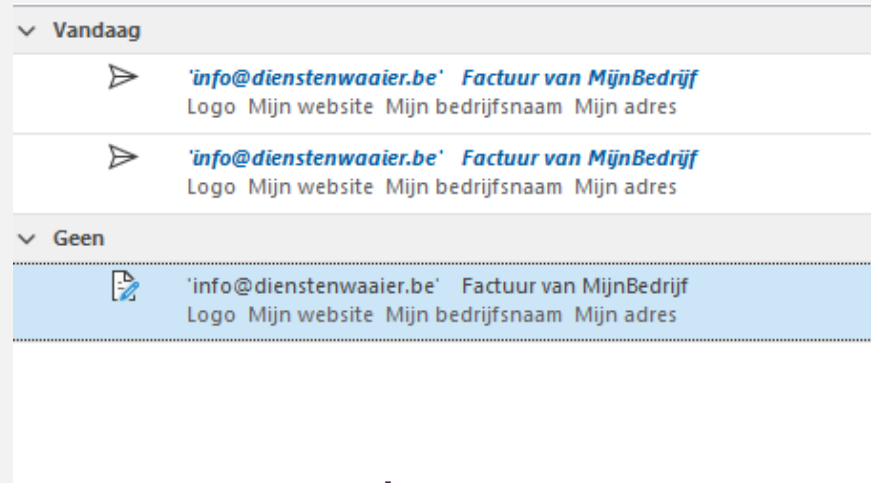 Vandaag
'info@dienstenwaaier.be' Factuur van MijnBedrijf
Logo Mijn website Mijn bedrijfsnaam Mijn adres
'info@dienstenwaaier.be' Factuur van MijnBedrijf
Logo Mijn website Mijn bedrijfsnaam Mijn adres
Geen
'info@dienstenwaaier.be' Factuur van MijnBedrijf
Logo Mijn website Mijn bedrijfsnaam Mijn adres